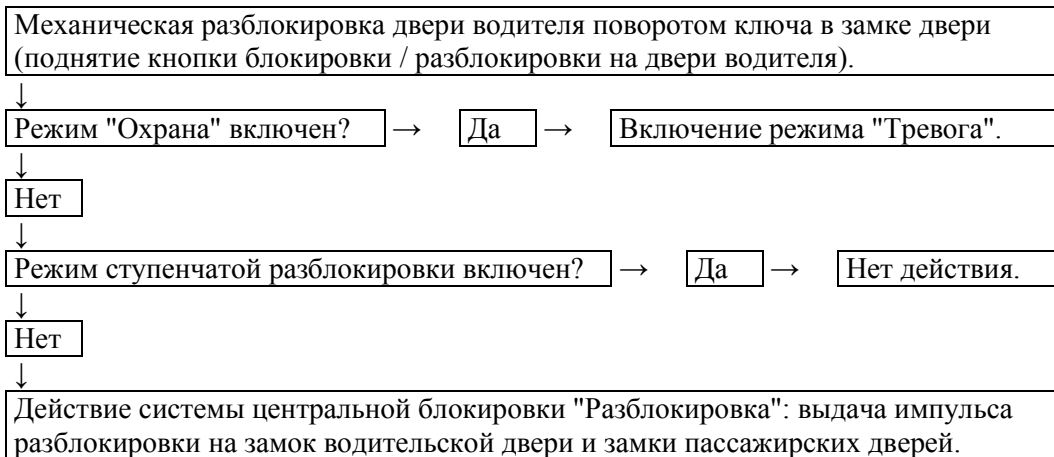 Механическая разблокировка двери водителя поворотом ключа в замке двери
(поднятие кнопки блокировки / разблокировки на двери водителя).
↓
Режим "Охрана" включен? → Да → Включение режима "Тревога".
↓
Нет
↓
Режим ступенчатой разблокировки включен? → Да → Нет действия.
↓
Нет
↓
Действие системы центральной блокировки "Разблокировка": выдача импульса
разблокировки на замок водительской двери и замки пассажирских дверей.